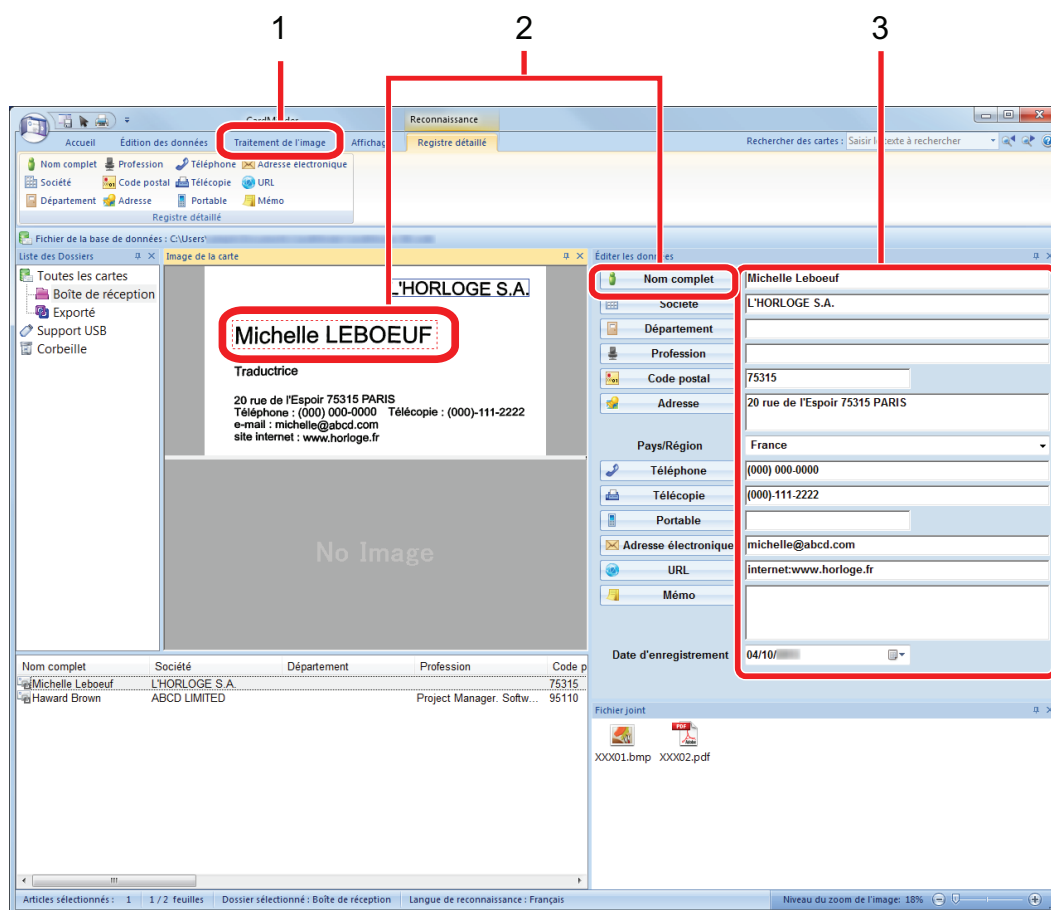 1
2
3
Reconnaissance
Accueil
Édition des données
Traitement de l'image
Affichag
Registre détaillé
Rechercher des cartes : Saisir le texte à rechercher
Nom complet Profession Téléphone Adresse électronique
Société Code postal Télécopie URL
Département Adresse Portable Mémo
Registre détaillé
Fichier de la base de données : C:\Users\
Liste des Dossiers
Toutes les cartes
Boîte de réception
Exporté
Support USB
Corbeille
Image de la carte
L'HORLOGE S.A.
Michelle LEBOEUF
Traductrice
20 rue de l'Espoir 75315 PARIS
Téléphone : (000) 000-0000 Télécopie : (000)-111-2222
e-mail : michelle@abcd.com
site internet : www.horloge.fr
No Image
Éditer les données
Nom complet Michelle Leboeuf
Société L'HORLOGE S.A.
Département
Profession
Code postal 75315
Adresse 20 rue de l'Espoir 75315 PARIS
Pays/Région France
Téléphone (000) 000-0000
Télécopie (000)-111-2222
Portable
Adresse électronique michelle@abcd.com
URL internet:www.horloge.fr
Mémo
Date d'enregistrement 04/10/
Nom complet Société Département Profession Code p
Michelle Leboeuf L'HORLOGE S.A. 75315
Haward Brown ABCD LIMITED Project Manager. Softw... 95110
Fichier joint
PDF
Adobe
XXX01.bmp XXX02.pdf
Articles sélectionnés : 1 1 / 2 feuilles Dossier sélectionné : Boîte de réception Langue de reconnaissance : Français Niveau du zoom de l'image: 18%